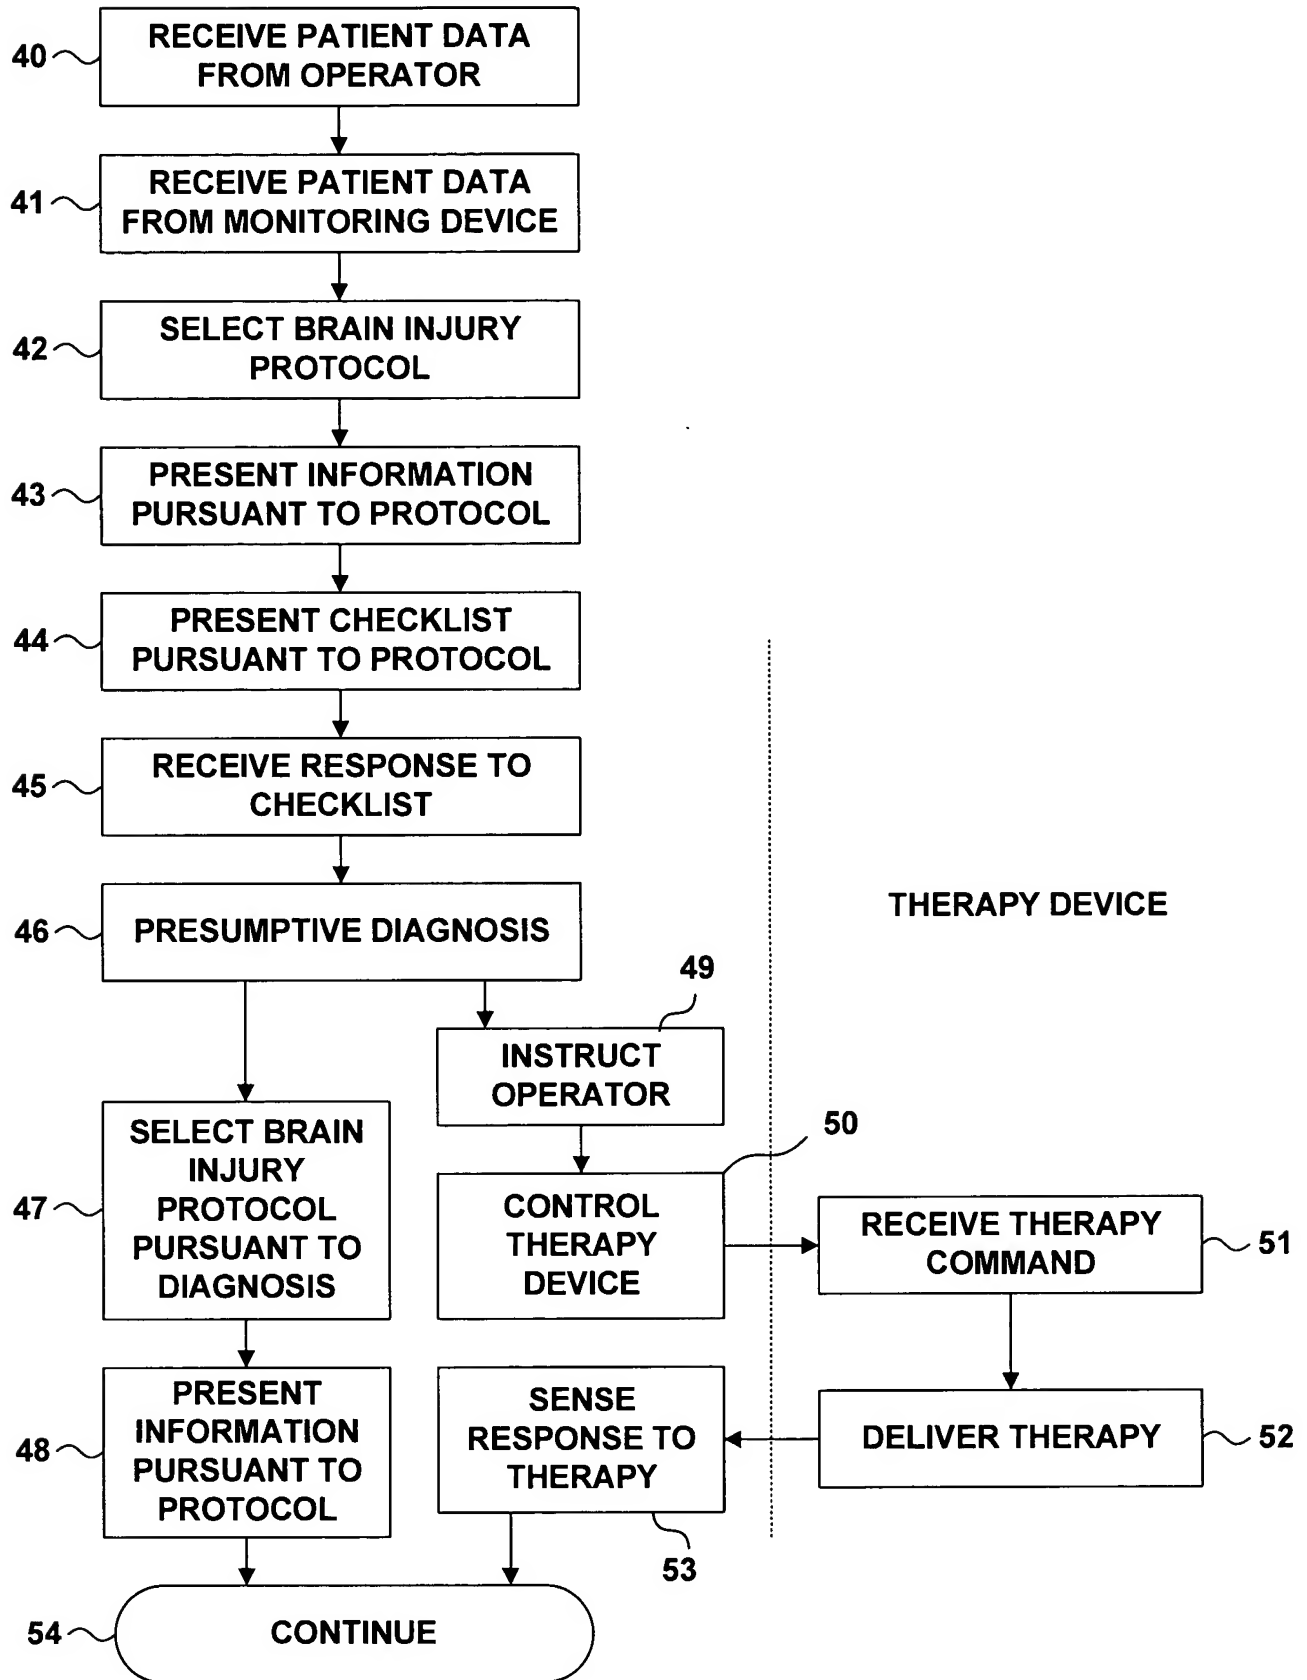 40
RECEIVE PATIENT DATA
FROM OPERATOR
41
RECEIVE PATIENT DATA
FROM MONITORING DEVICE
42
SELECT BRAIN INJURY
PROTOCOL
43
PRESENT INFORMATION
PURSUANT TO PROTOCOL
44
PRESENT CHECKLIST
PURSUANT TO PROTOCOL
45
RECEIVE RESPONSE TO
CHECKLIST
46
PRESUMPTIVE DIAGNOSIS
THERAPY DEVICE
49
INSTRUCT
OPERATOR
47
SELECT BRAIN
INJURY
PROTOCOL
PURSUANT TO
DIAGNOSIS
50
CONTROL
THERAPY
DEVICE
RECEIVE THERAPY
COMMAND
51
48
PRESENT
INFORMATION
PURSUANT TO
PROTOCOL
SENSE
RESPONSE TO
THERAPY
53
DELIVER THERAPY
52
54
CONTINUE